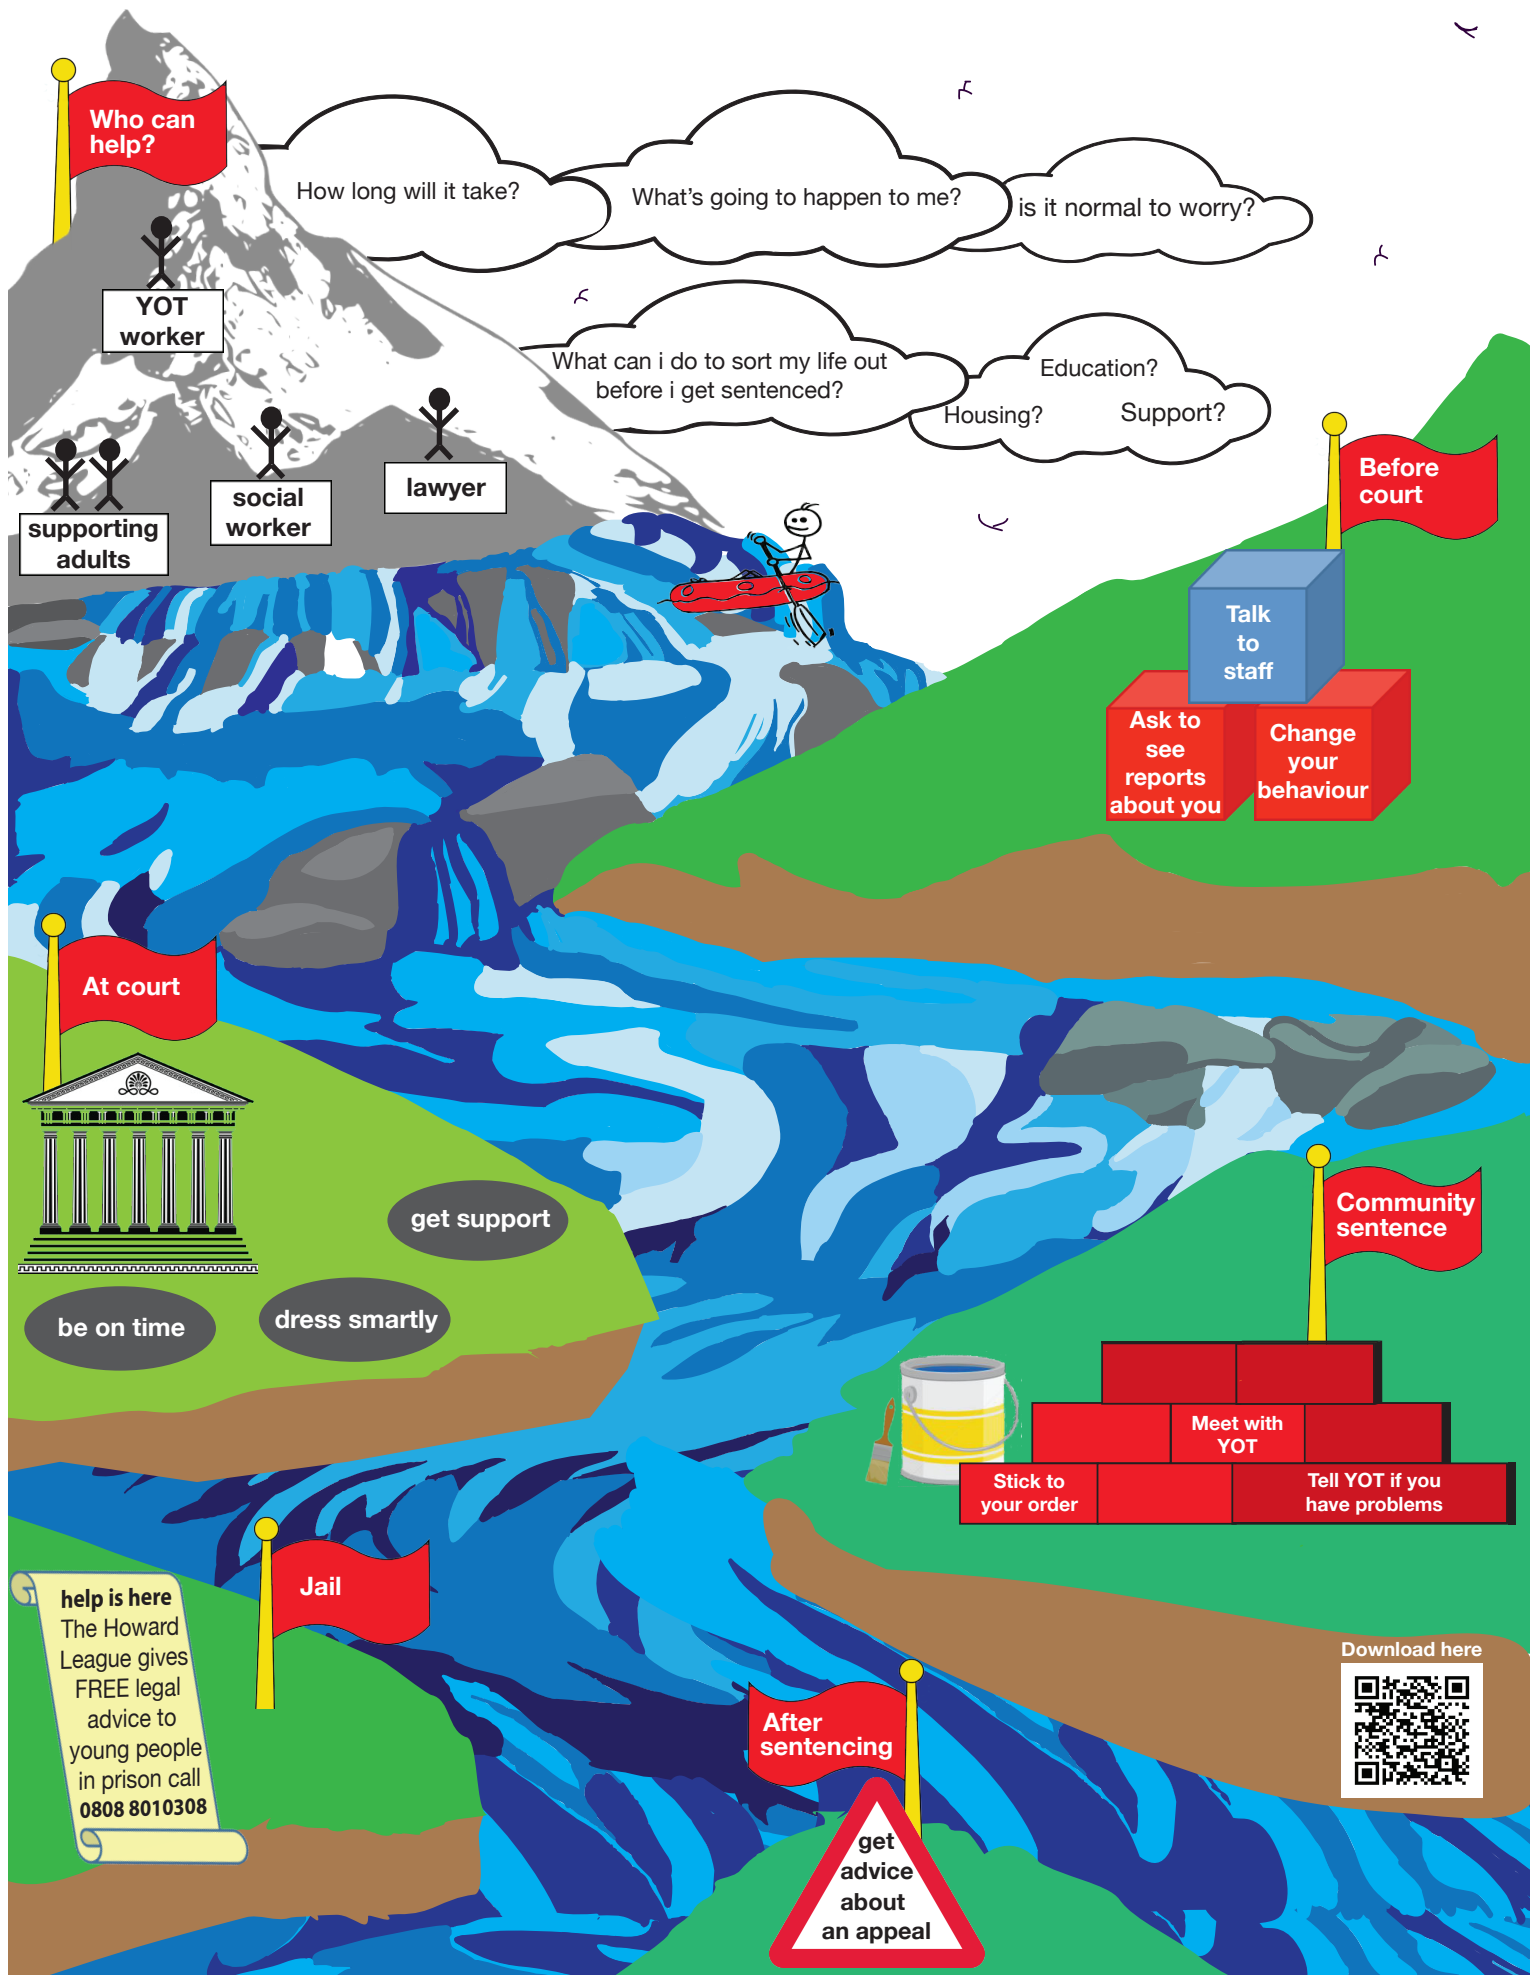 Who can
help?
How long will it take?
What's going to happen to me?
is it normal to worry?
YOT
worker
What can i do to sort my life out
before i get sentenced?
Education?
Housing?
Support?
supporting
adults
social
worker
lawyer
Before
court
Talk
to
staff
Ask to
see
reports
about you
Change
your
behaviour
At court
get support
be on time
dress smartly
Community
sentence
Meet with
YOT
Stick to
your order
Tell YOT if you
have problems
Jail
help is here
The Howard
League gives
FREE legal
advice to
young people
in prison call
0808 8010308
After
sentencing
get
advice
about
an appeal
Download here